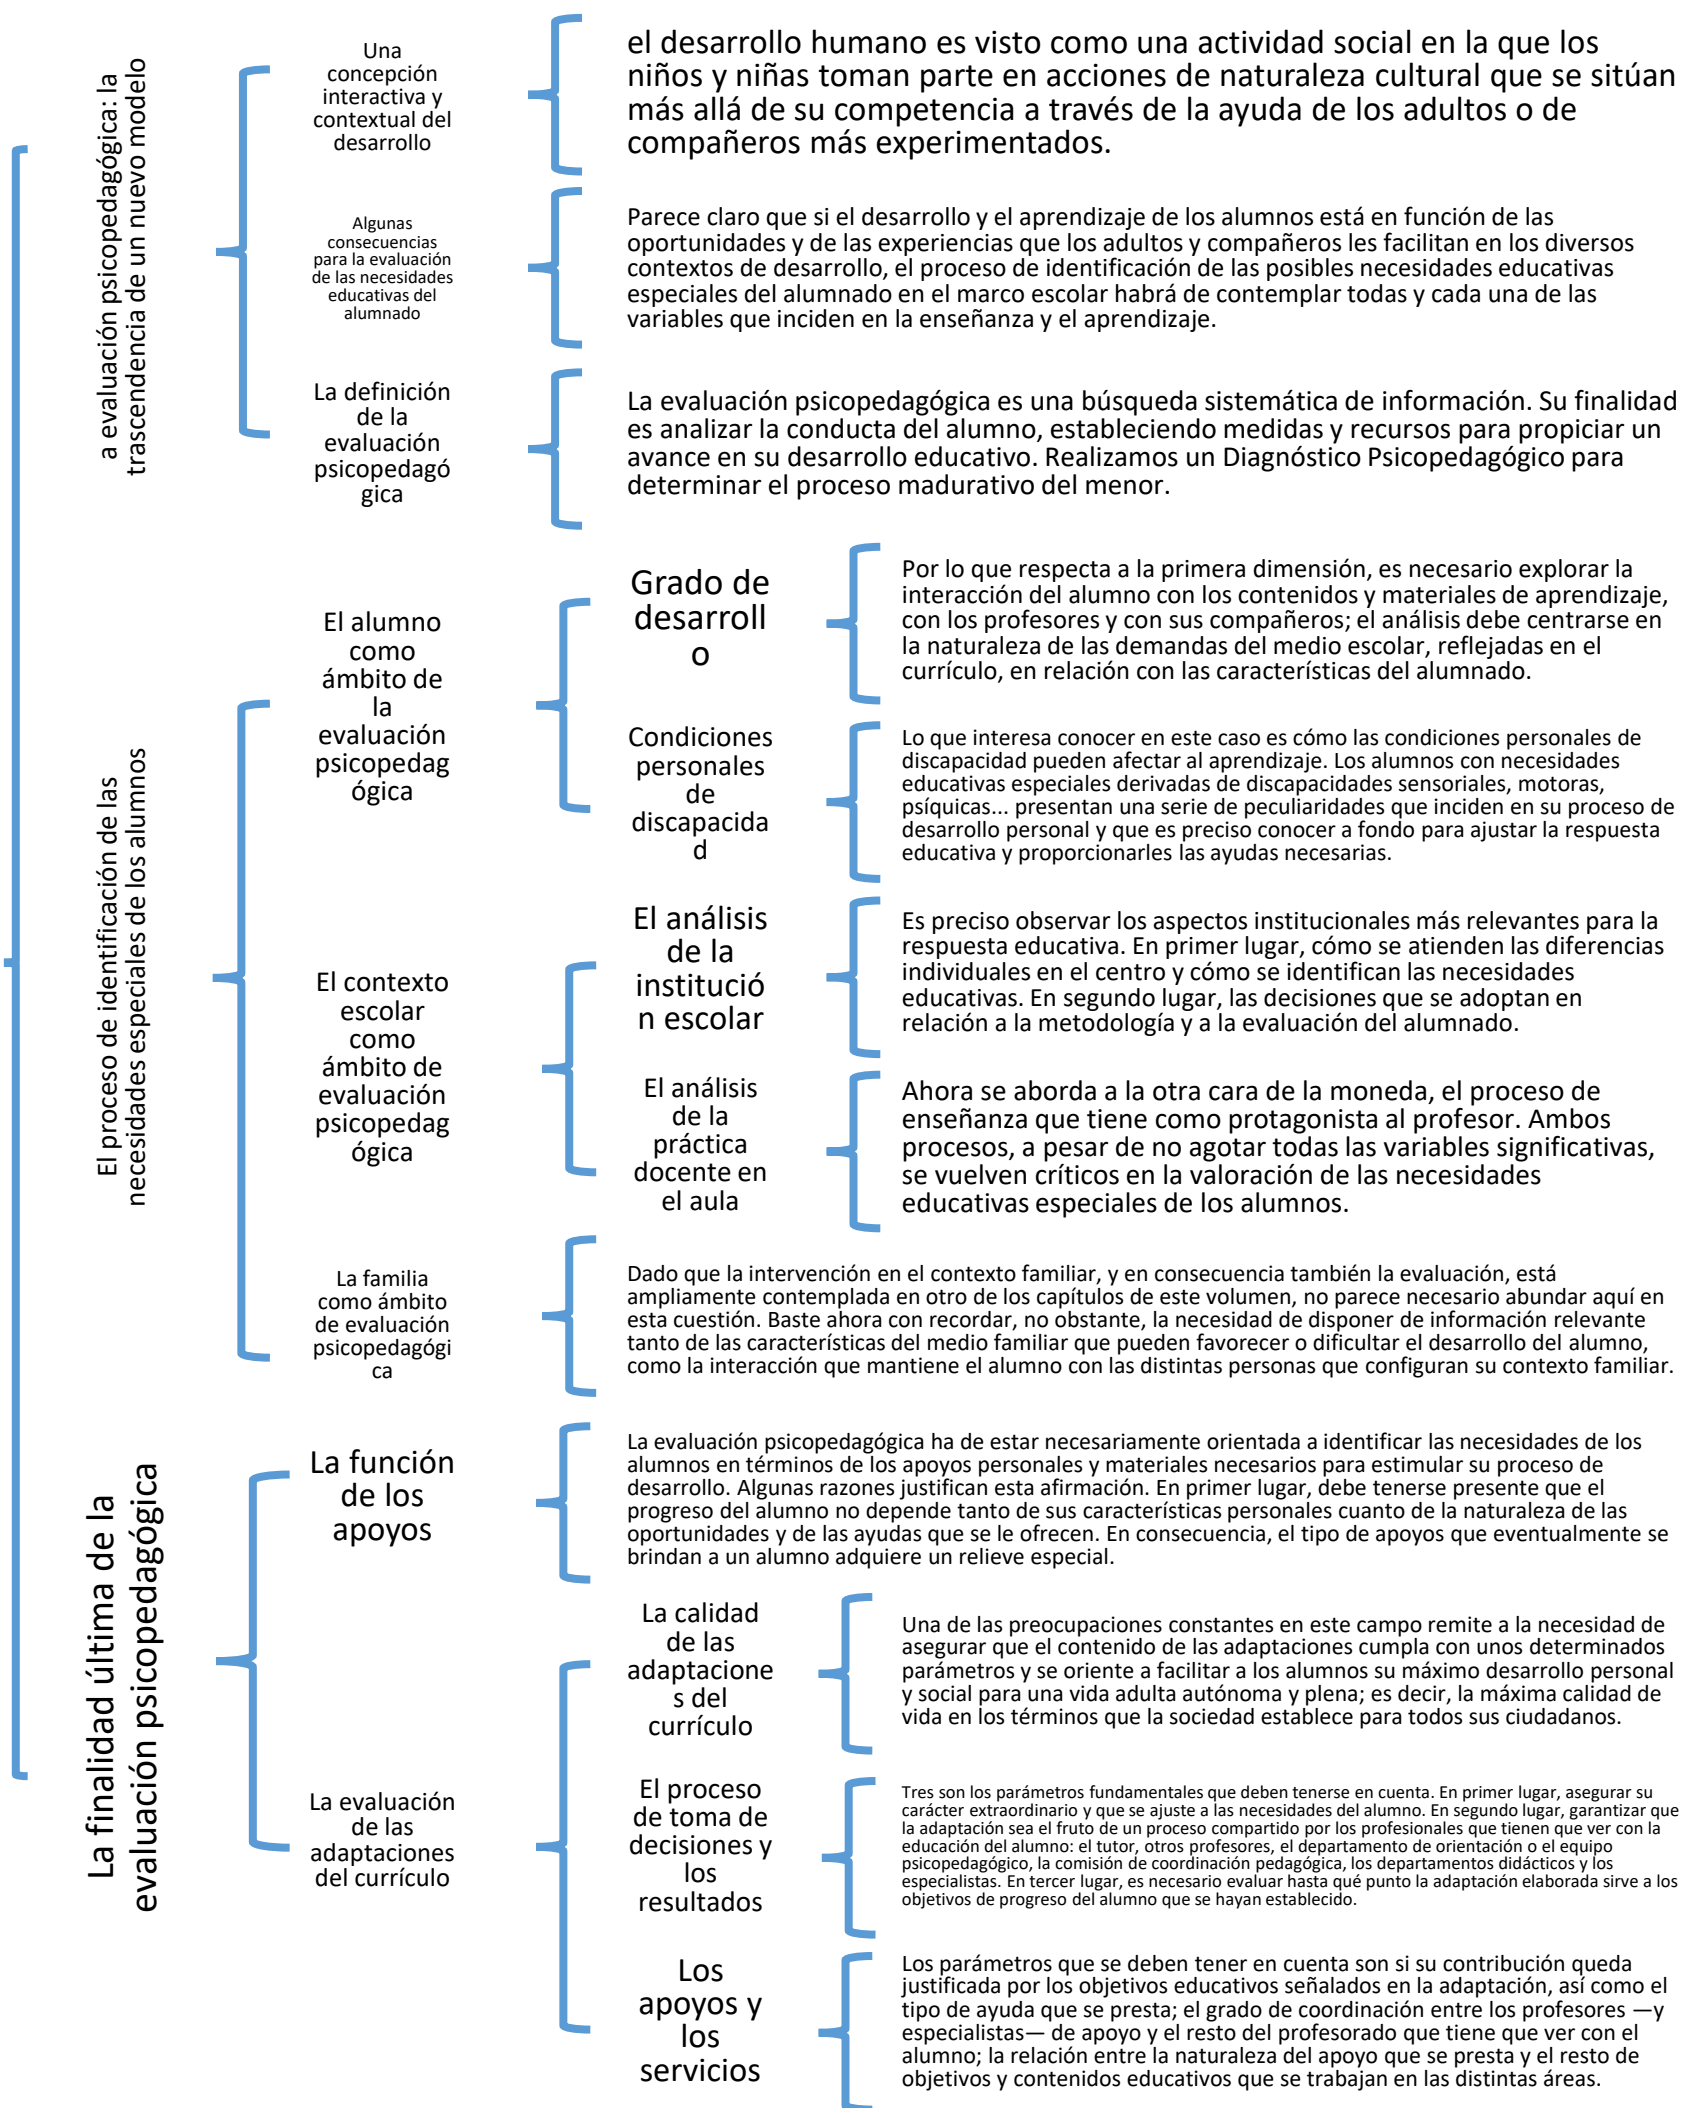 a evaluación psicopedagógica: la
trascendencia de un nuevo modelo
Una
concepción
interactiva y
contextual del
desarrollo
el desarrollo humano es visto como una actividad social en la que los
niños y niñas toman parte en acciones de naturaleza cultural que se sitúan
más allá de su competencia a través de la ayuda de los adultos o de
compañeros más experimentados.
Algunas
consecuencias
para la evaluación
de las necesidades
educativas del
alumnado
Parece claro que si el desarrollo y el aprendizaje de los alumnos está en función de las
oportunidades y de las experiencias que los adultos y compañeros les facilitan en los diversos
contextos de desarrollo, el proceso de identificación de las posibles necesidades educativas
especiales del alumnado en el marco escolar habrá de contemplar todas y cada una de las
variables que inciden en la enseñanza y el aprendizaje.
La definición
de la
evaluación
psicopedagó
gica
La evaluación psicopedagógica es una búsqueda sistemática de información. Su finalidad
es analizar la conducta del alumno, estableciendo medidas y recursos para propiciar un
avance en su desarrollo educativo. Realizamos un Diagnóstico Psicopedagógico para
determinar el proceso madurativo del menor.
El proceso de identificación de las
necesidades especiales de los alumnos
El alumno
como
ámbito de
la
evaluación
psicopedag
ógica
Grado de
desarroll
o
Por lo que respecta a la primera dimensión, es necesario explorar la
interacción del alumno con los contenidos y materiales de aprendizaje,
con los profesores y con sus compañeros; el análisis debe centrarse en
la naturaleza de las demandas del medio escolar, reflejadas en el
currículo, en relación con las características del alumnado.
Condiciones
personales
de
discapacida
d
Lo que interesa conocer en este caso es cómo las condiciones personales de
discapacidad pueden afectar al aprendizaje. Los alumnos con necesidades
educativas especiales derivadas de discapacidades sensoriales, motoras,
psíquicas... presentan una serie de peculiaridades que inciden en su proceso de
desarrollo personal y que es preciso conocer a fondo para ajustar la respuesta
educativa y proporcionarles las ayudas necesarias.
El contexto
escolar
como
ámbito de
evaluación
psicopedag
ógica
El análisis
de la
institució
n escolar
Es preciso observar los aspectos institucionales más relevantes para la
respuesta educativa. En primer lugar, cómo se atienden las diferencias
individuales en el centro y cómo se identifican las necesidades
educativas. En segundo lugar, las decisiones que se adoptan en
relación a la metodología y a la evaluación del alumnado.
El análisis
de la
práctica
docente en
el aula
Ahora se aborda a la otra cara de la moneda, el proceso de
enseñanza que tiene como protagonista al profesor. Ambos
procesos, a pesar de no agotar todas las variables significativas,
se vuelven críticos en la valoración de las necesidades
educativas especiales de los alumnos.
La familia
como ámbito
de evaluación
psicopedagógi
ca
Dado que la intervención en el contexto familiar, y en consecuencia también la evaluación, está
ampliamente contemplada en otro de los capítulos de este volumen, no parece necesario abundar aquí en
esta cuestión. Baste ahora con recordar, no obstante, la necesidad de disponer de información relevante
tanto de las características del medio familiar que pueden favorecer o dificultar el desarrollo del alumno,
como la interacción que mantiene el alumno con las distintas personas que configuran su contexto familiar.
La finalidad última de la
evaluación psicopedagógica
La función
de los
apoyos
La evaluación psicopedagógica ha de estar necesariamente orientada a identificar las necesidades de los
alumnos en términos de los apoyos personales y materiales necesarios para estimular su proceso de
desarrollo. Algunas razones justifican esta afirmación. En primer lugar, debe tenerse presente que el
progreso del alumno no depende tanto de sus características personales cuanto de la naturaleza de las
oportunidades y de las ayudas que se le ofrecen. En consecuencia, el tipo de apoyos que eventualmente se
brindan a un alumno adquiere un relieve especial.
La evaluación
de las
adaptaciones
del currículo
La calidad
de las
adaptacione
s del
currículo
Una de las preocupaciones constantes en este campo remite a la necesidad de
asegurar que el contenido de las adaptaciones cumpla con unos determinados
parámetros y se oriente a facilitar a los alumnos su máximo desarrollo personal
y social para una vida adulta autónoma y plena; es decir, la máxima calidad de
vida en los términos que la sociedad establece para todos sus ciudadanos.
El proceso
de toma de
decisiones y
los
resultados
Tres son los parámetros fundamentales que deben tenerse en cuenta. En primer lugar, asegurar su
carácter extraordinario y que se ajuste a las necesidades del alumno. En segundo lugar, garantizar que
la adaptación sea el fruto de un proceso compartido por los profesionales que tienen que ver con la
educación del alumno: el tutor, otros profesores, el departamento de orientación o el equipo
psicopedagógico, la comisión de coordinación pedagógica, los departamentos didácticos y los
especialistas. En tercer lugar, es necesario evaluar hasta qué punto la adaptación elaborada sirve a los
objetivos de progreso del alumno que se hayan establecido.
Los
apoyos y
los
servicios
Los parámetros que se deben tener en cuenta son si su contribución queda
justificada por los objetivos educativos señalados en la adaptación, así como el
tipo de ayuda que se presta; el grado de coordinación entre los profesores —y
especialistas— de apoyo y el resto del profesorado que tiene que ver con el
alumno; la relación entre la naturaleza del apoyo que se presta y el resto de
objetivos y contenidos educativos que se trabajan en las distintas áreas.